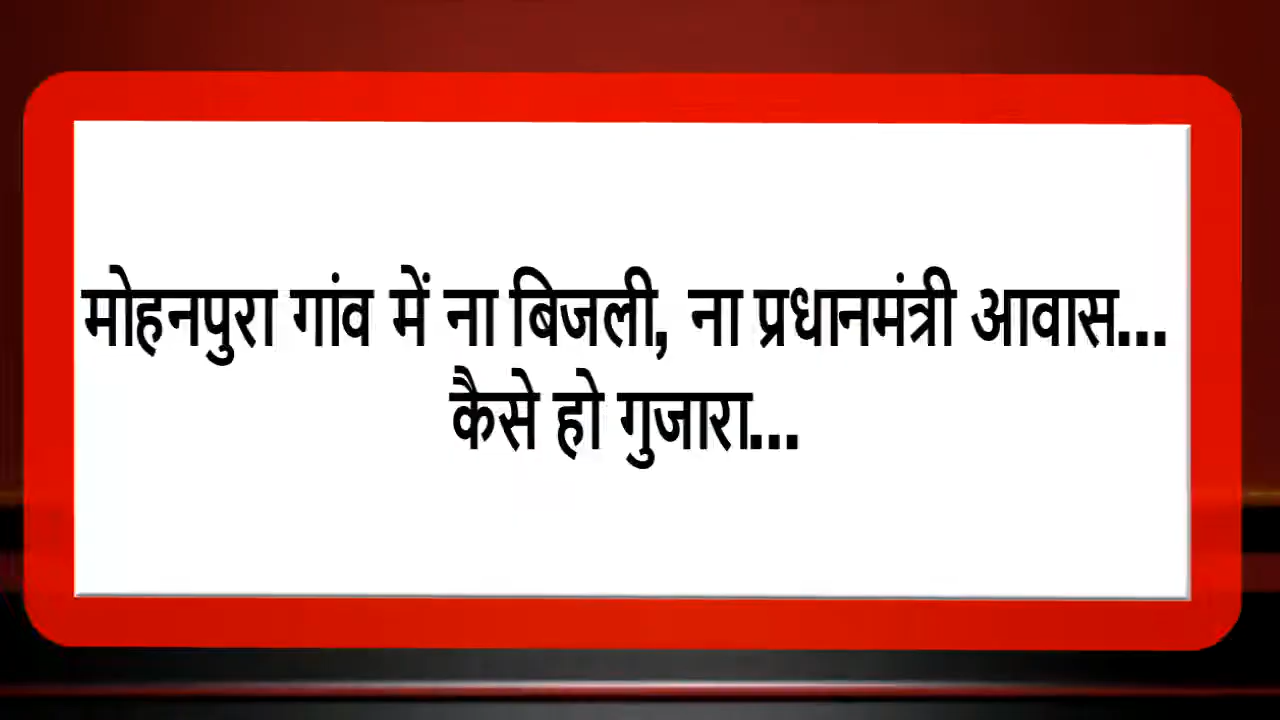 मोहनपुरा गांव में ना बिजली, ना प्रधानमंत्री आवास...
कैसे हो गुजारा...